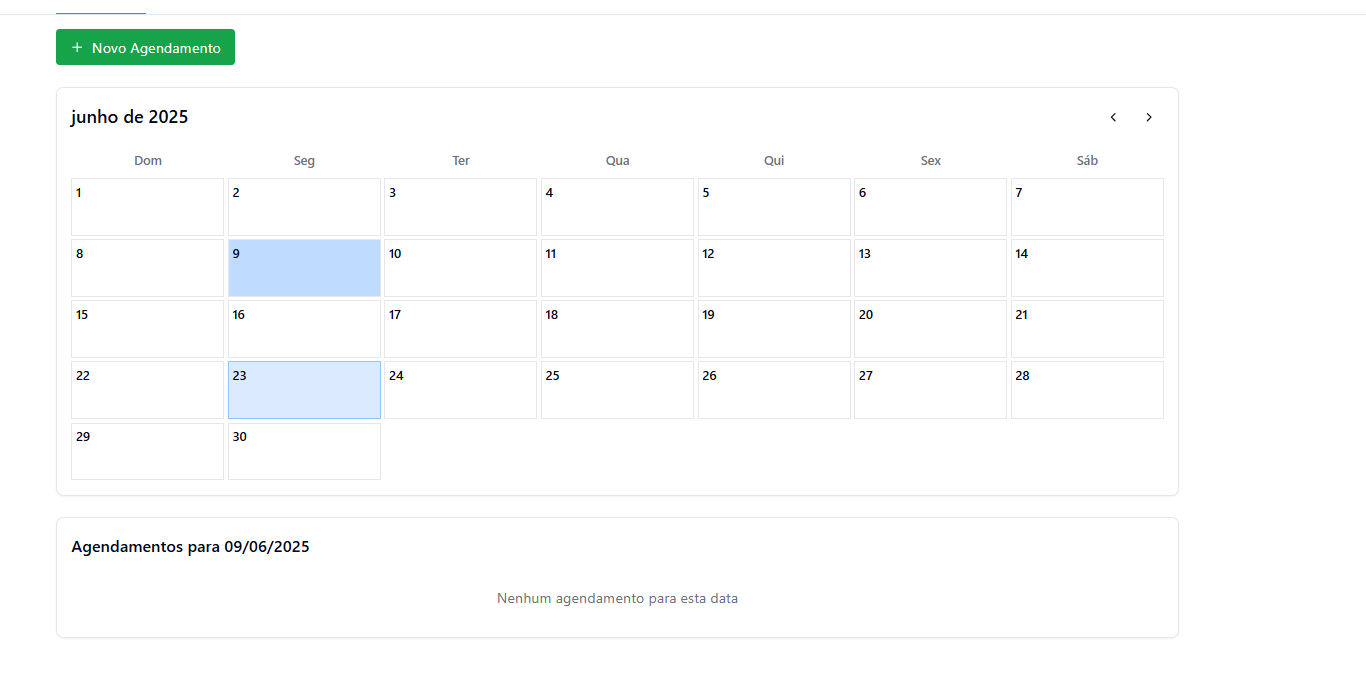 + Novo Agendamento
junho de 2025
Dom Seg Ter Qua Qui Sex Sáb
1 2 3 4 5 6 7
8 9 10 11 12 13 14
15 16 17 18 19 20 21
22 23 24 25 26 27 28
29 30
Agendamentos para 09/06/2025
Nenhum agendamento para esta data